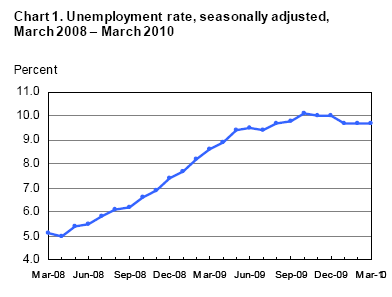 Chart 1. Unemployment rate, seasonally adjusted,
March 2008 – March 2010
Percent
11.0
10.0
9.0
8.0
7.0
6.0
5.0
4.0
Mar-08 Jun-08 Sep-08 Dec-08 Mar-09 Jun-09 Sep-09 Dec-09 Mar-10